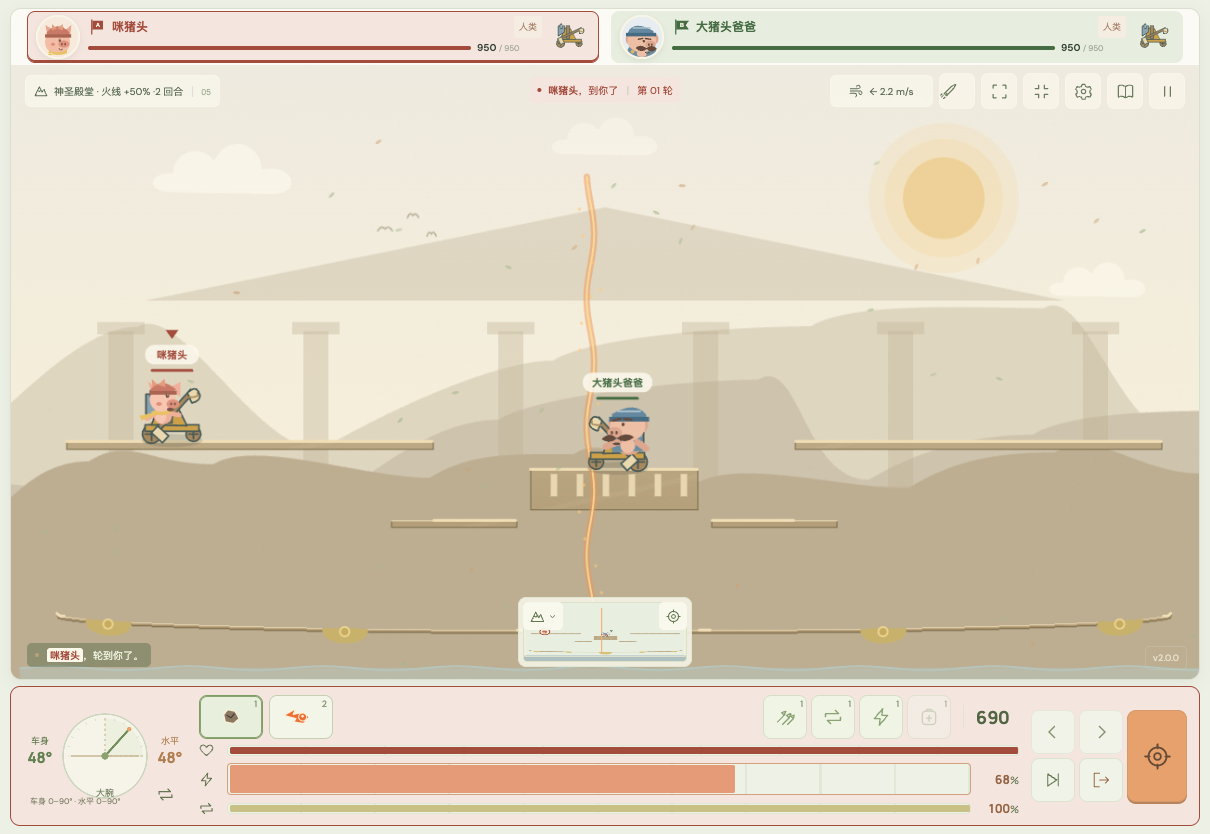 咪猪头
人类
950 / 950
大猪头爸爸
人类
950 / 950
神圣殿堂 · 火线 +50% ·2 回合 | 05
咪猪头，到你了 | 第 01 轮
← 2.2 m/s
咪猪头
大猪头爸爸
咪猪头，轮到你了。
v2.0.0
1
2
1
1
1
1
690
车身
48°
水平
48°
大腕
车身 0–90° · 水平 0–90°
68%
100%